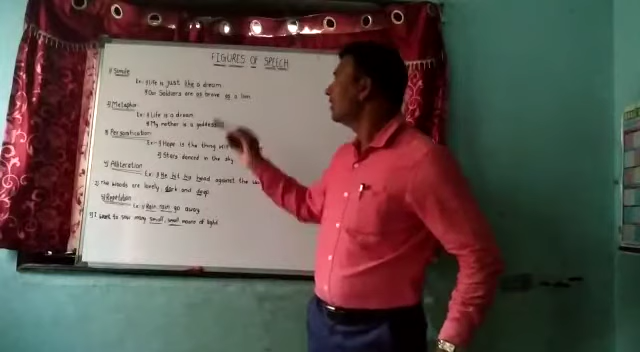 FIGURES OF SPEECH
1) Simile
Ex: 1) Life is just like a dream
2) Our Soldiers are as brave as a lion
2) Metaphor
Ex: 1) Life is a dream
2) My mother is a goddess
3) Personification
Ex: 1) Hope is the thing with
2) Stars danced in the sky
4) Alliteration
Ex: 1) He hit his head against the
2) The woods are lovely, dark and deep
5) Repetition
Ex: 1) Rain, rain go away
2) I want to sow many small, small moons of light